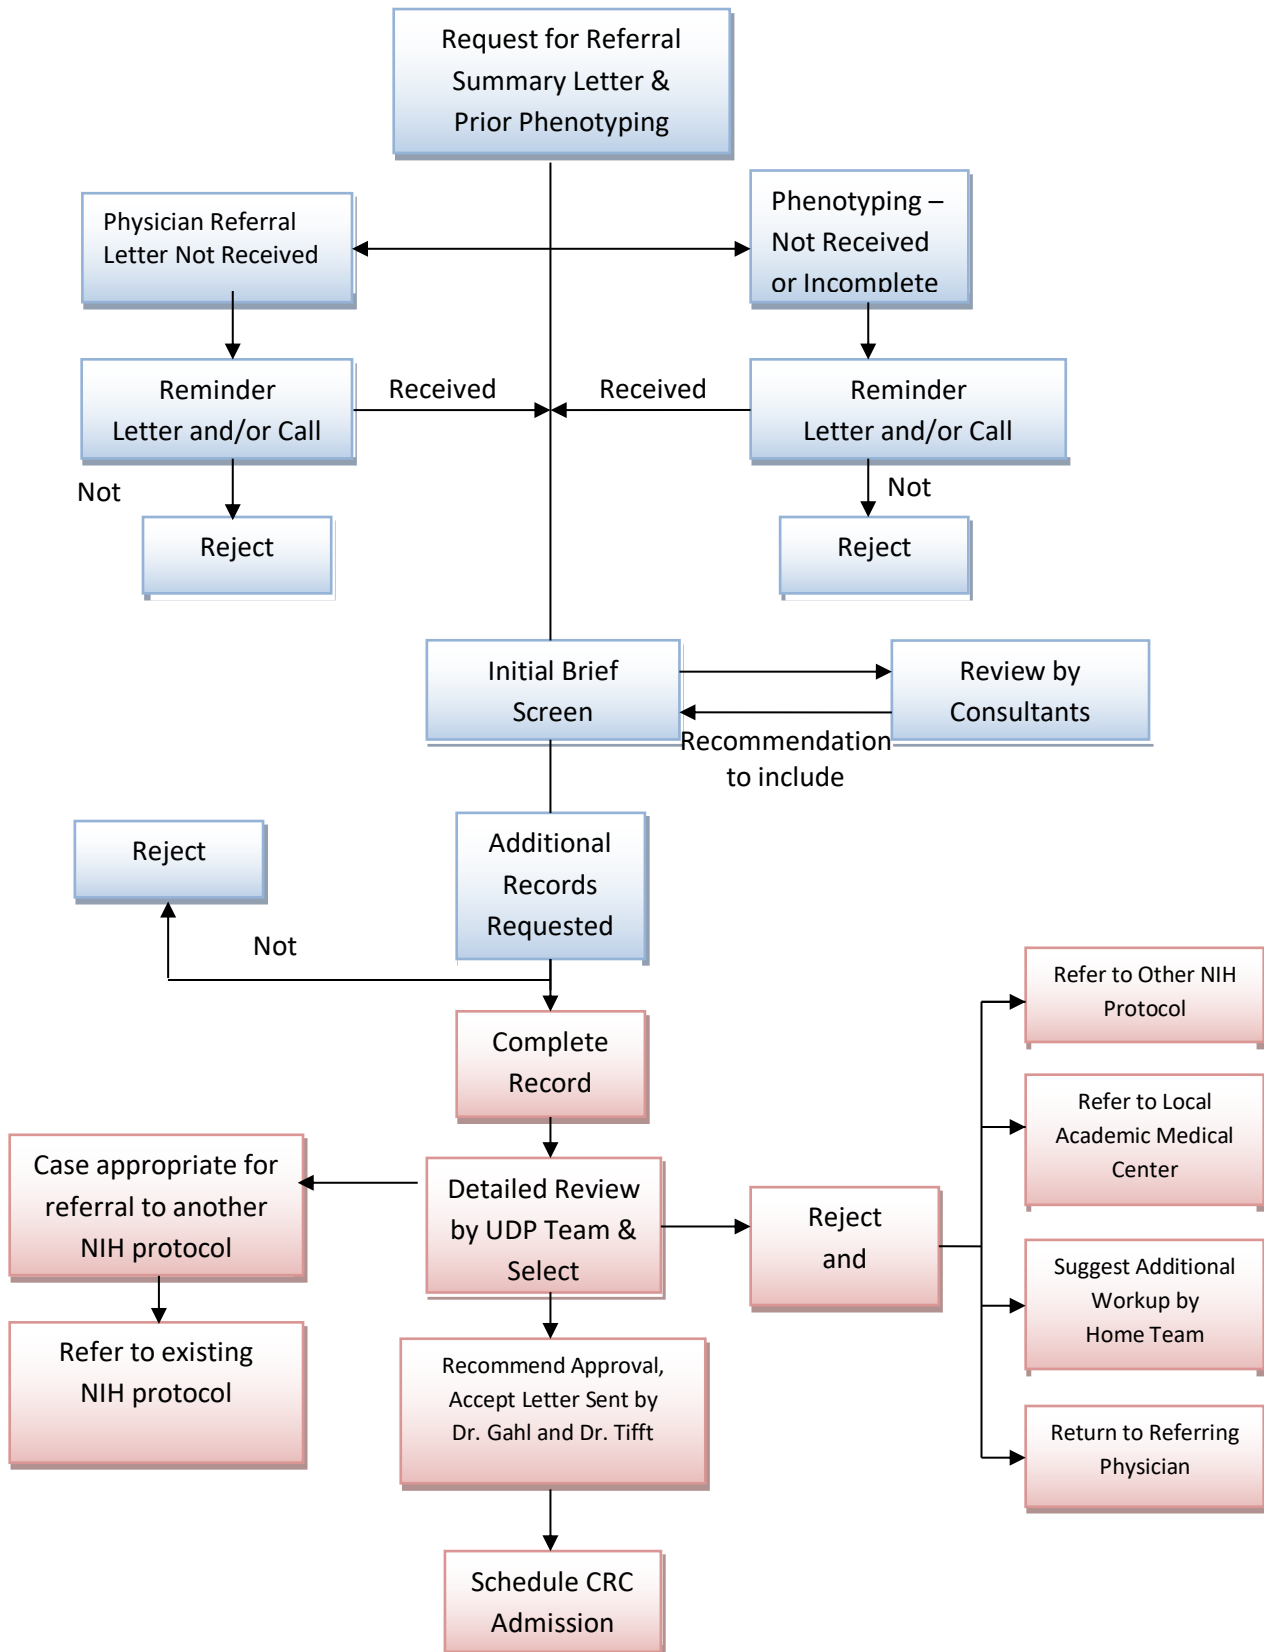 Request for Referral
Summary Letter &
Prior Phenotyping
Physician Referral
Letter Not Received
Phenotyping –
Not Received
or Incomplete
Reminder
Letter and/or Call
Received
Received
Reminder
Letter and/or Call
Not
Not
Reject
Reject
Initial Brief
Screen
Review by
Consultants
Recommendation
to include
Reject
Additional
Records
Requested
Not
Complete
Record
Case appropriate for
referral to another
NIH protocol
Detailed Review
by UDP Team &
Select
Reject
and
Refer to Other NIH
Protocol
Refer to Local
Academic Medical
Center
Suggest Additional
Workup by
Home Team
Return to Referring
Physician
Refer to existing
NIH protocol
Recommend Approval,
Accept Letter Sent by
Dr. Gahl and Dr. Tifft
Schedule CRC
Admission